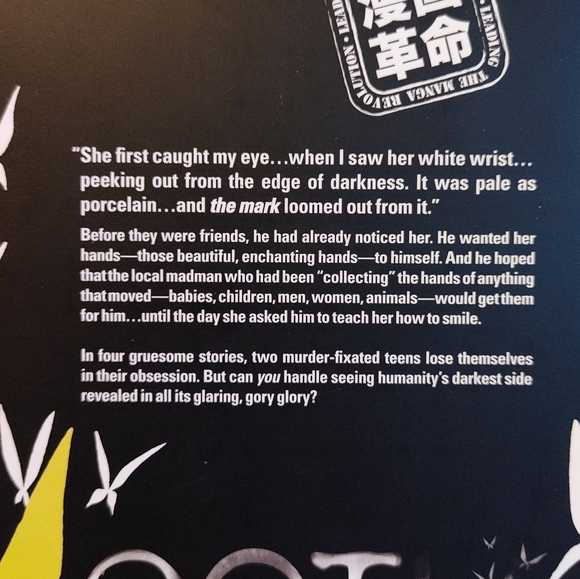 漫画
革命
LEADING THE MANGA REVOLUTION • LEADI
"She first caught my eye...when I saw her white wrist...
peeking out from the edge of darkness. It was pale as
porcelain...and the mark loomed out from it."
Before they were friends, he had already noticed her. He wanted her
hands—those beautiful, enchanting hands—to himself. And he hoped
that the local madman who had been "collecting" the hands of anything
that moved—babies, children, men, women, animals—would get them
for him...until the day she asked him to teach her how to smile.
In four gruesome stories, two murder-fixated teens lose themselves
in their obsession. But can you handle seeing humanity's darkest side
revealed in all its glaring, gory glory?